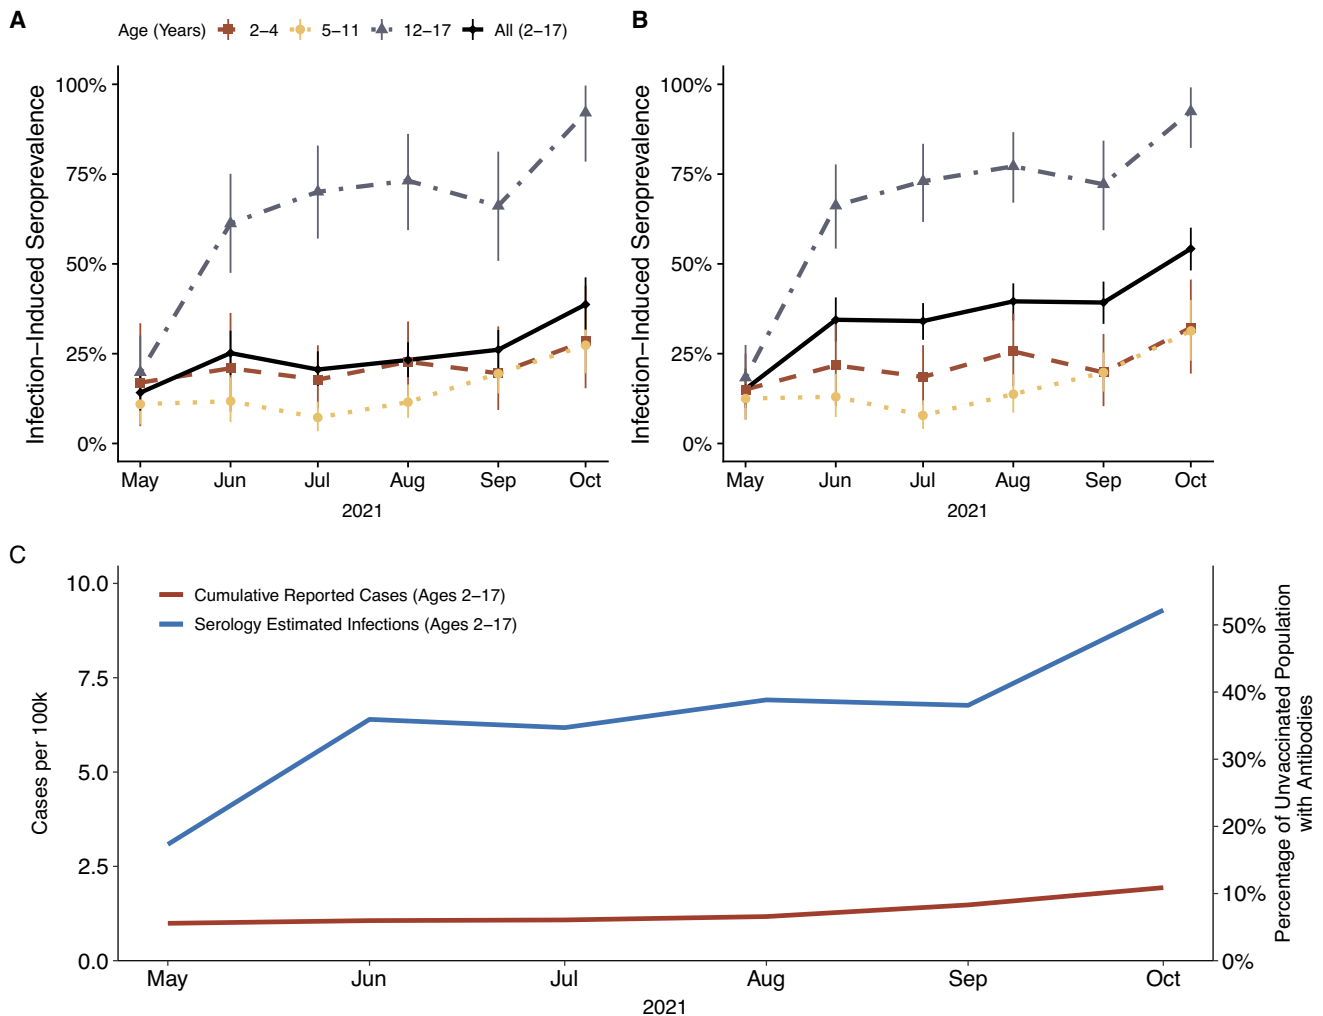 A
Age (Years) 2–4 5–11 12–17 All (2–17)
Infection–Induced Seroprevalence
100%
75%
50%
25%
0%
May Jun Jul Aug Sep Oct
2021
B
Infection–Induced Seroprevalence
100%
75%
50%
25%
0%
May Jun Jul Aug Sep Oct
2021
C
Cumulative Reported Cases (Ages 2–17)
Serology Estimated Infections (Ages 2–17)
Cases per 100k
10.0
7.5
5.0
2.5
0.0
50%
40%
30%
20%
10%
0%
Percentage of Unvaccinated Population
with Antibodies
May Jun Jul Aug Sep Oct
2021